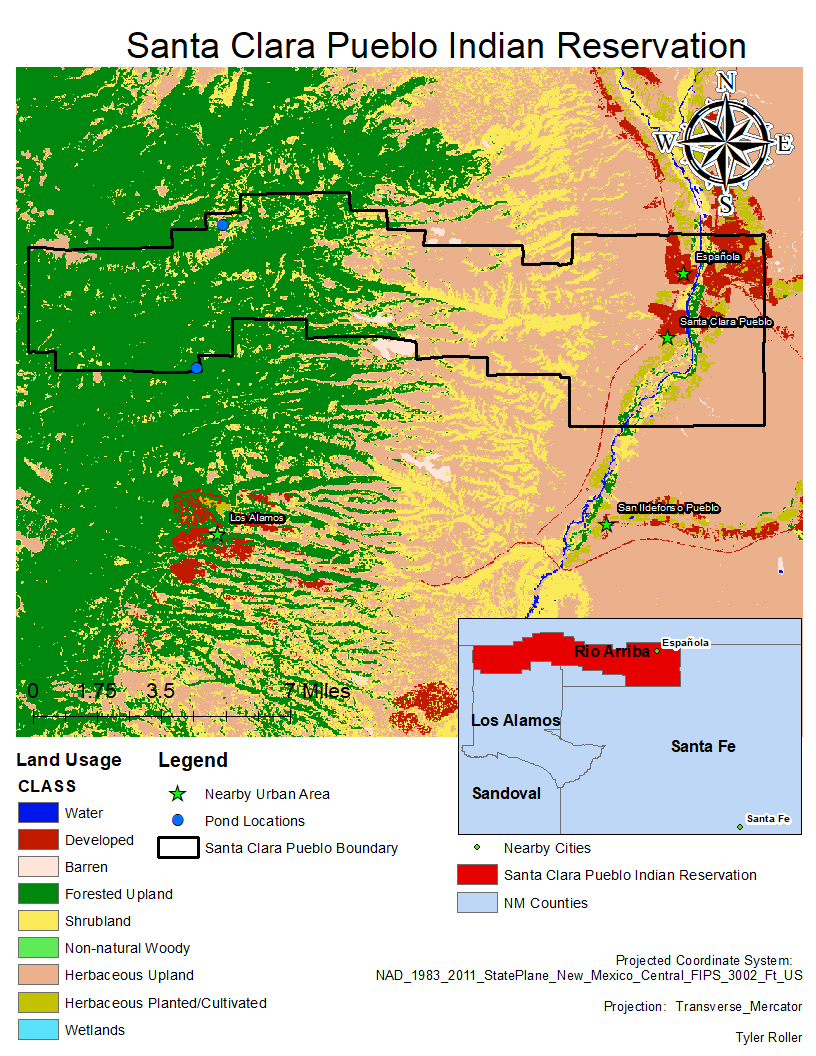 Santa Clara Pueblo Indian Reservation
N
W
E
S
Española
Santa Clara Pueblo
San Ildefonso Pueblo
Los Alamos
0 1.75 3.5 7 Miles
Española
Rio Arriba
Los Alamos
Santa Fe
Sandoval
Santa Fe
Land Usage
CLASS
Water
Developed
Barren
Forested Upland
Shrubland
Non-natural Woody
Herbaceous Upland
Herbaceous Planted/Cultivated
Wetlands
Legend
Nearby Urban Area
Pond Locations
Santa Clara Pueblo Boundary
Nearby Cities
Santa Clara Pueblo Indian Reservation
NM Counties
Projected Coordinate System:
NAD_1983_2011_StatePlane_New_Mexico_Central_FIPS_3002_Ft_US
Projection: Transverse_Mercator
Tyler Roller